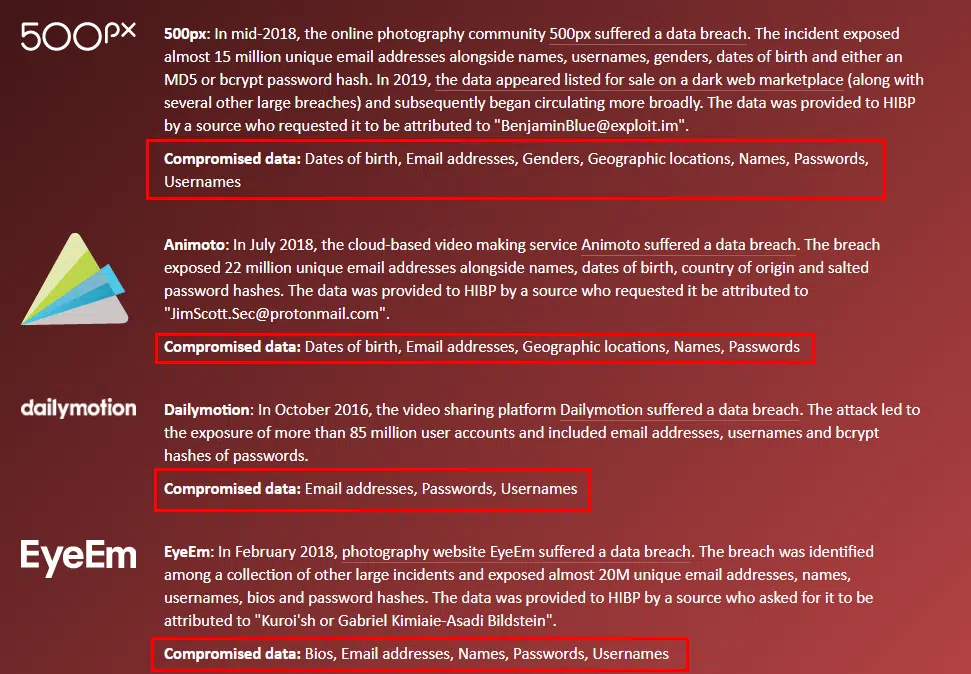 500px
500px: In mid-2018, the online photography community 500px suffered a data breach. The incident exposed
almost 15 million unique email addresses alongside names, usernames, genders, dates of birth and either an
MD5 or bcrypt password hash. In 2019, the data appeared listed for sale on a dark web marketplace (along with
several other large breaches) and subsequently began circulating more broadly. The data was provided to HIBP
by a source who requested it to be attributed to "BenjaminBlue@exploit.im".
Compromised data: Dates of birth, Email addresses, Genders, Geographic locations, Names, Passwords,
Usernames
Animoto: In July 2018, the cloud-based video making service Animoto suffered a data breach. The breach
exposed 22 million unique email addresses alongside names, dates of birth, country of origin and salted
password hashes. The data was provided to HIBP by a source who requested it be attributed to
"JimScott.Sec@protonmail.com".
Compromised data: Dates of birth, Email addresses, Geographic locations, Names, Passwords
dailymotion
Dailymotion: In October 2016, the video sharing platform Dailymotion suffered a data breach. The attack led to
the exposure of more than 85 million user accounts and included email addresses, usernames and bcrypt
hashes of passwords.
Compromised data: Email addresses, Passwords, Usernames
EyeEm
EyeEm: In February 2018, photography website EyeEm suffered a data breach. The breach was identified
among a collection of other large incidents and exposed almost 20M unique email addresses, names,
usernames, bios and password hashes. The data was provided to HIBP by a source who asked for it to be
attributed to "Kuroi'sh or Gabriel Kimiaie-Asadi Bildstein".
Compromised data: Bios, Email addresses, Names, Passwords, Usernames